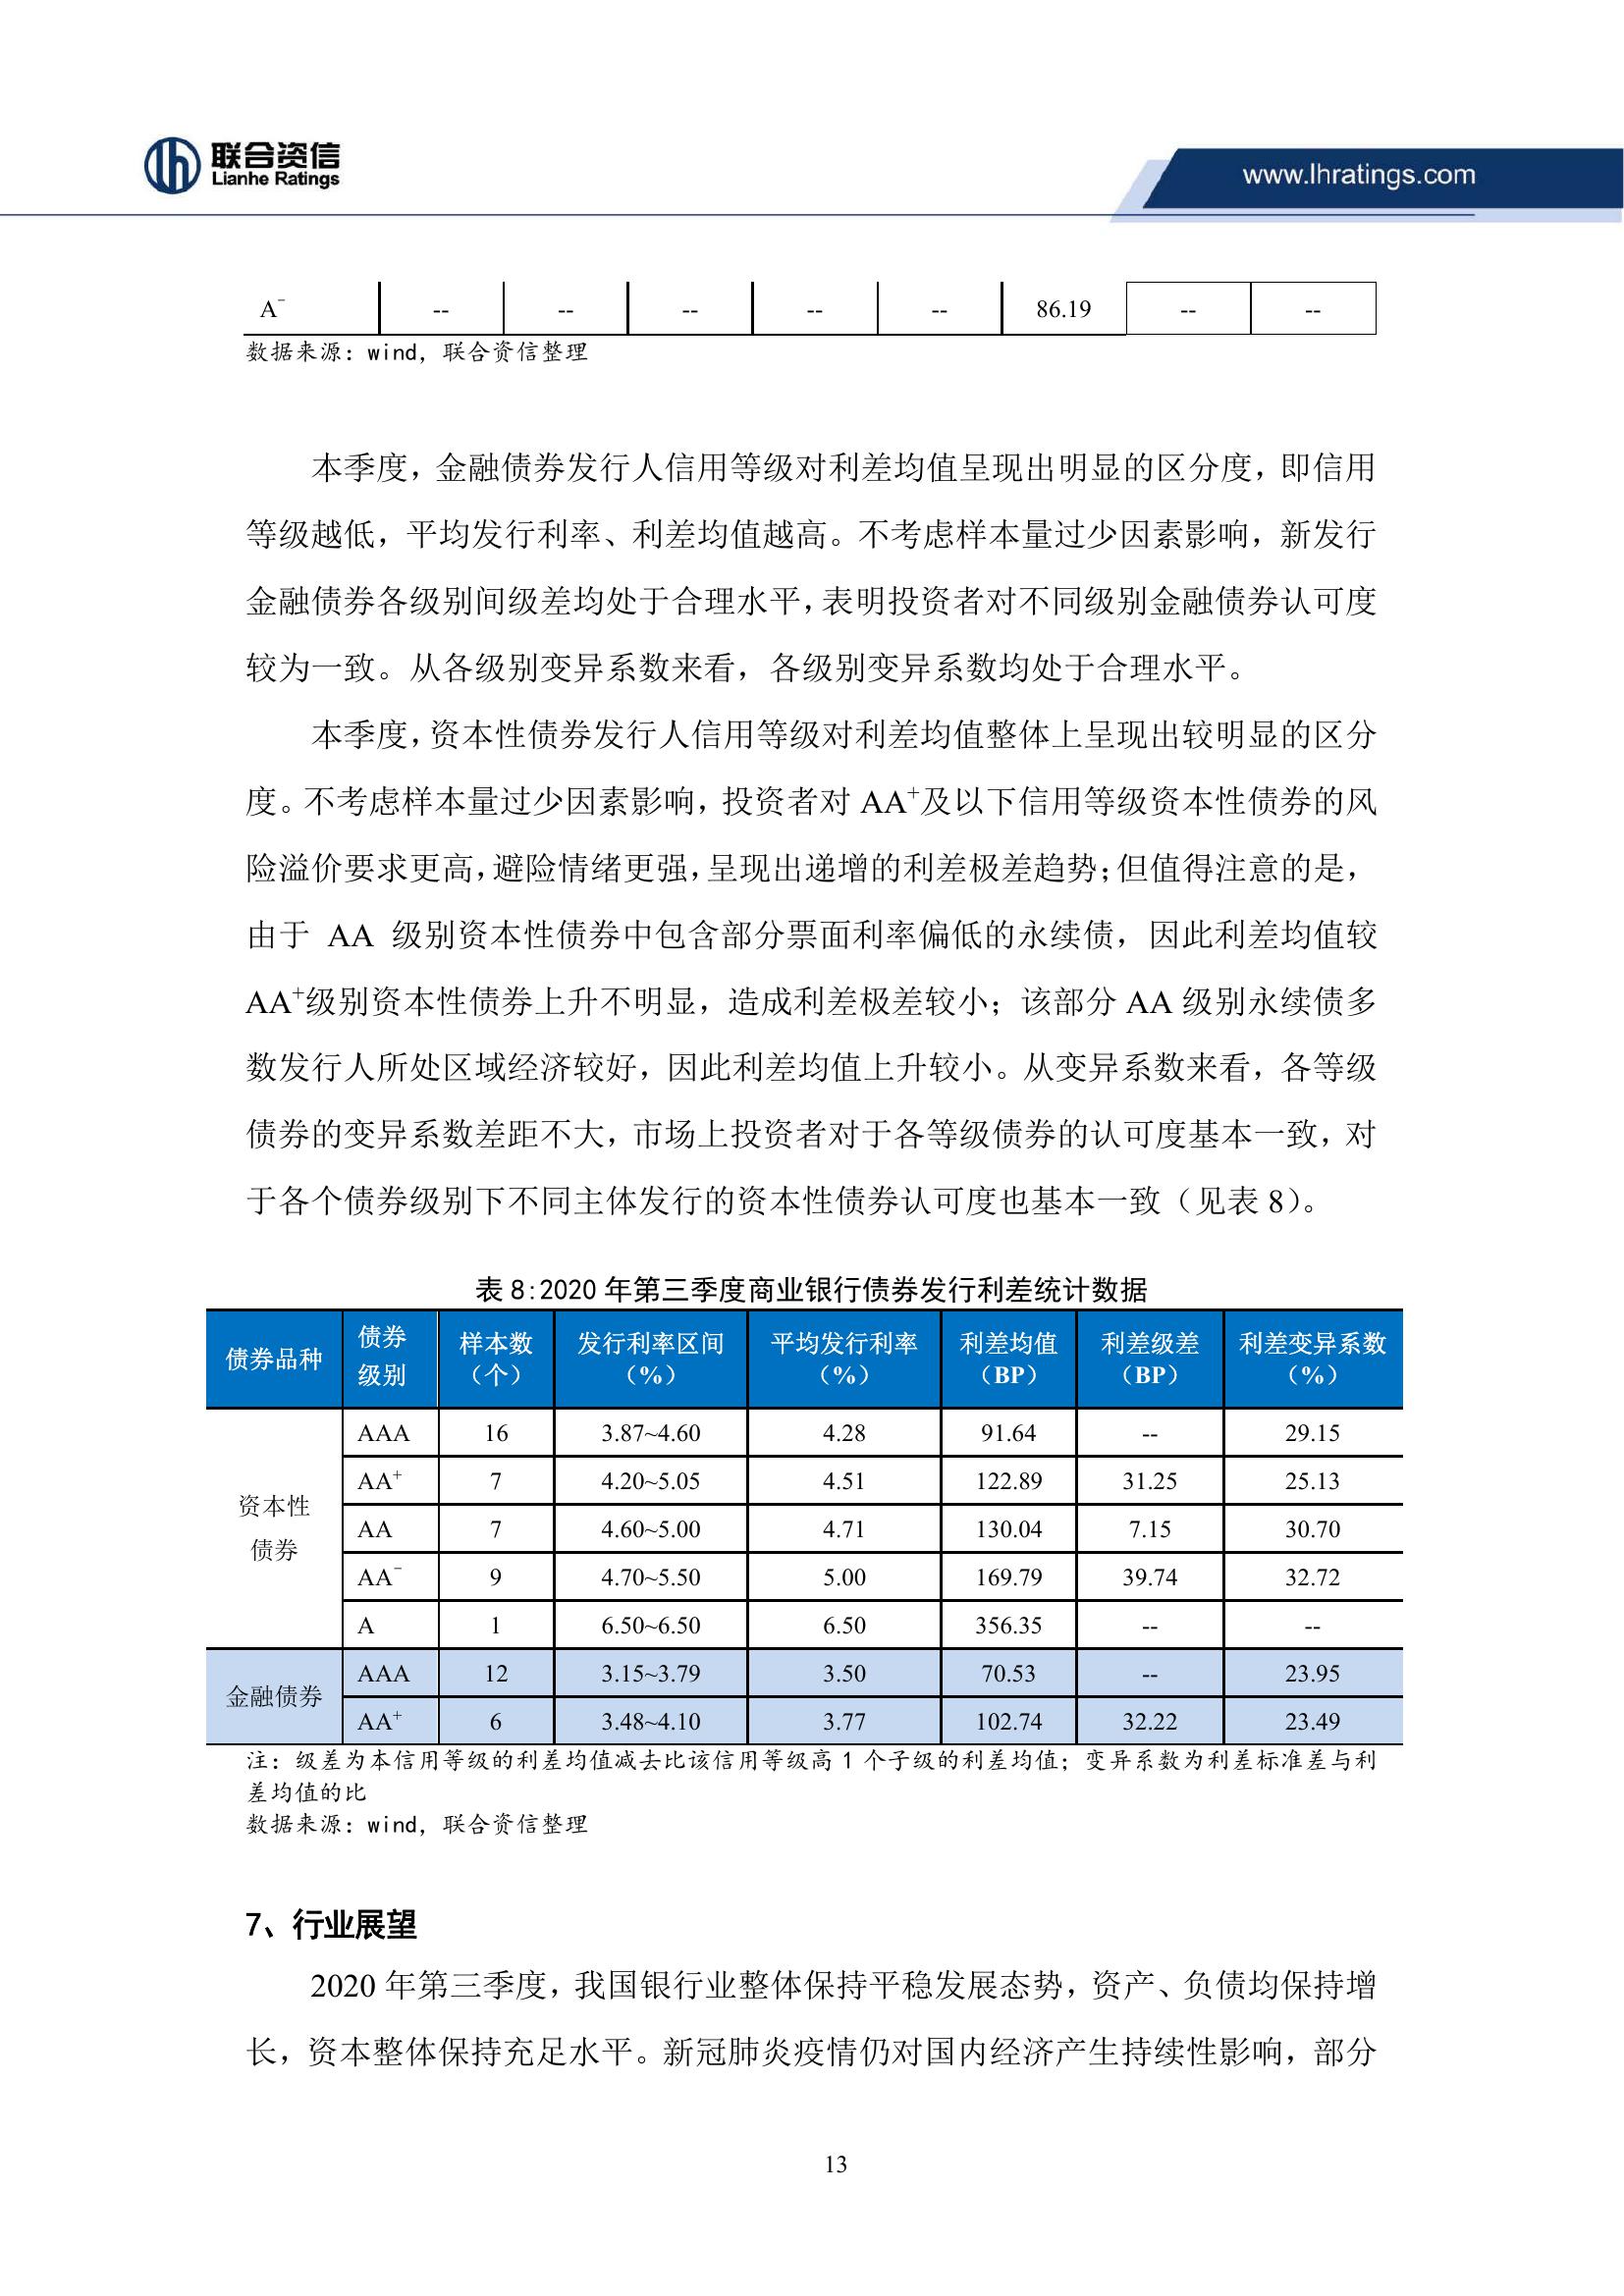 联合资信
Lianhe Ratings
www.lhratings.com
A⁻ -- -- -- -- -- 86.19 -- --
数据来源：wind，联合资信整理
本季度，金融债券发行人信用等级对利差均值呈现出明显的区分度，即信用
等级越低，平均发行利率、利差均值越高。不考虑样本量过少因素影响，新发行
金融债券各级别间级差均处于合理水平，表明投资者对不同级别金融债券认可度
较为一致。从各级别变异系数来看，各级别变异系数均处于合理水平。
本季度，资本性债券发行人信用等级对利差均值整体上呈现出较明显的区分
度。不考虑样本量过少因素影响，投资者对 AA⁺及以下信用等级资本性债券的风
险溢价要求更高，避险情绪更强，呈现出递增的利差极差趋势；但值得注意的是，
由于 AA 级别资本性债券中包含部分票面利率偏低的永续债，因此利差均值较
AA⁺级别资本性债券上升不明显，造成利差极差较小；该部分 AA 级别永续债多
数发行人所处区域经济较好，因此利差均值上升较小。从变异系数来看，各等级
债券的变异系数差距不大，市场上投资者对于各等级债券的认可度基本一致，对
于各个债券级别下不同主体发行的资本性债券认可度也基本一致（见表 8）。
表 8：2020 年第三季度商业银行债券发行利差统计数据
债券品种 债券级别 样本数（个） 发行利率区间（%） 平均发行利率（%） 利差均值（BP） 利差级差（BP） 利差变异系数（%）
资本性债券 AAA 16 3.87~4.60 4.28 91.64 -- 29.15
AA⁺ 7 4.20~5.05 4.51 122.89 31.25 25.13
AA 7 4.60~5.00 4.71 130.04 7.15 30.70
AA⁻ 9 4.70~5.50 5.00 169.79 39.74 32.72
A 1 6.50~6.50 6.50 356.35 -- --
金融债券 AAA 12 3.15~3.79 3.50 70.53 -- 23.95
AA⁺ 6 3.48~4.10 3.77 102.74 32.22 23.49
注：级差为本信用等级的利差均值减去比该信用等级高 1 个子级的利差均值；变异系数为利差标准差与利
差均值的比
数据来源：wind，联合资信整理
7、行业展望
2020 年第三季度，我国银行业整体保持平稳发展态势，资产、负债均保持增
长，资本整体保持充足水平。新冠肺炎疫情仍对国内经济产生持续性影响，部分
13